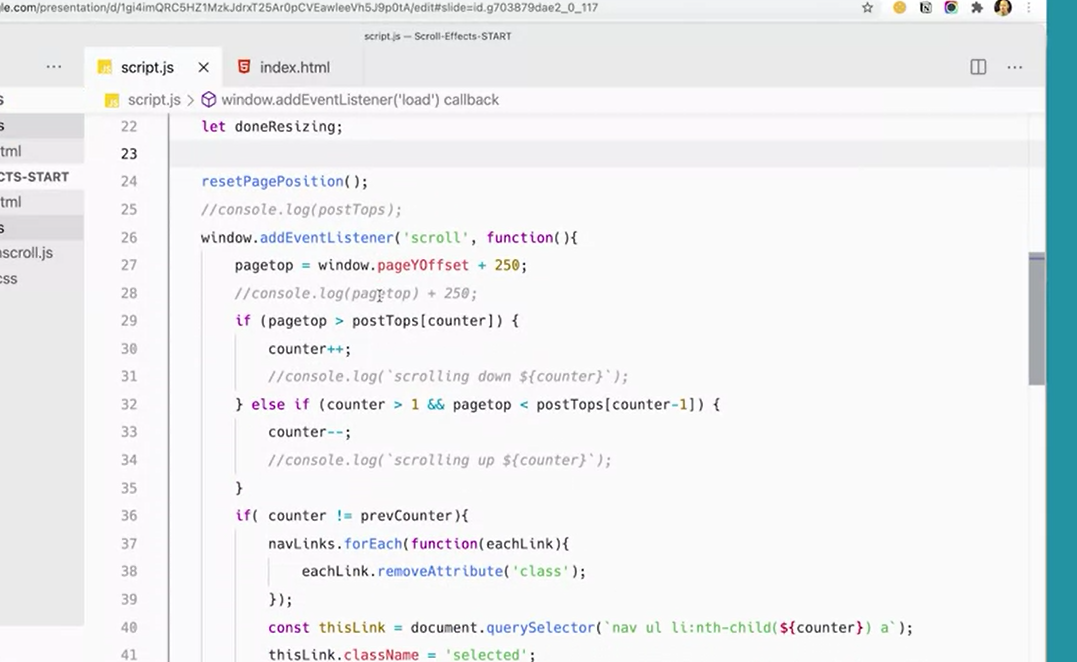 gle.com/presentation/d/1gi4imQRC5HZ1MzkJdrxT25Ar0pCVEawleeVh5J9p0tA/edit#slide=id.g703879dae2_0_117
script.js — Scroll-Effects-START
script.js
index.html
script.js > window.addEventListener('load') callback
s
s
tml
CTS-START
tml
s
nscroll.js
css
22 let doneResizing;
23
24 resetPagePosition();
25 //console.log(postTops);
26 window.addEventListener('scroll', function(){
27 pagetop = window.pageYOffset + 250;
28 //console.log(pagetop) + 250;
29 if (pagetop > postTops[counter]) {
30 counter++;
31 //console.log(`scrolling down ${counter}`);
32 } else if (counter > 1 && pagetop < postTops[counter-1]) {
33 counter--;
34 //console.log(`scrolling up ${counter}`);
35 }
36 if( counter != prevCounter){
37 navLinks.forEach(function(eachLink){
38 eachLink.removeAttribute('class');
39 });
40 const thisLink = document.querySelector(`nav ul li:nth-child(${counter}) a`);
41 thisLink.className = 'selected';